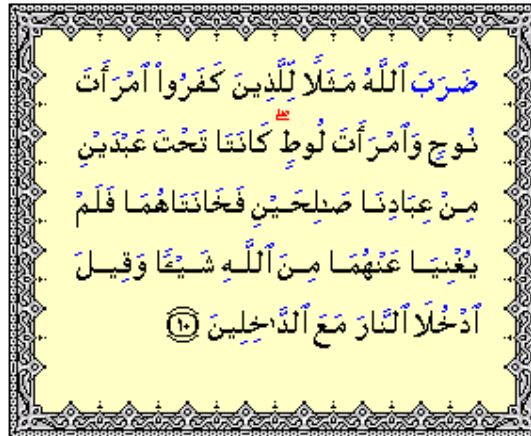 ضَرَبَ ٱللَّهُ مَثَلًا لِّلَّذِينَ كَفَرُوا۟ ٱمْرَأَتَ
نُوحٍ وَٱمْرَأَتَ لُوطٍ ۖ كَانَتَا تَحْتَ عَبْدَيْنِ
مِنْ عِبَادِنَا صَـٰلِحَيْنِ فَخَانَتَاهُمَا فَلَمْ
يُغْنِيَا عَنْهُمَا مِنَ ٱللَّهِ شَيْـًٔا وَقِيلَ
ٱدْخُلَا ٱلنَّارَ مَعَ ٱلدَّٰخِلِينَ ١٠